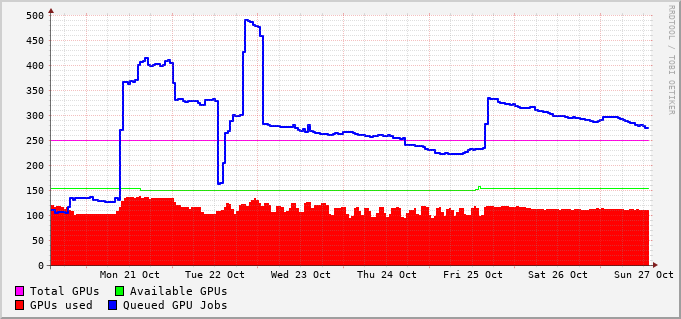 500
450
400
350
300
250
200
150
100
50
0
Mon 21 Oct Tue 22 Oct Wed 23 Oct Thu 24 Oct Fri 25 Oct Sat 26 Oct Sun 27 Oct
Total GPUs Available GPUs
GPUs used Queued GPU Jobs
RRDTOOL / TOBI OETIKER